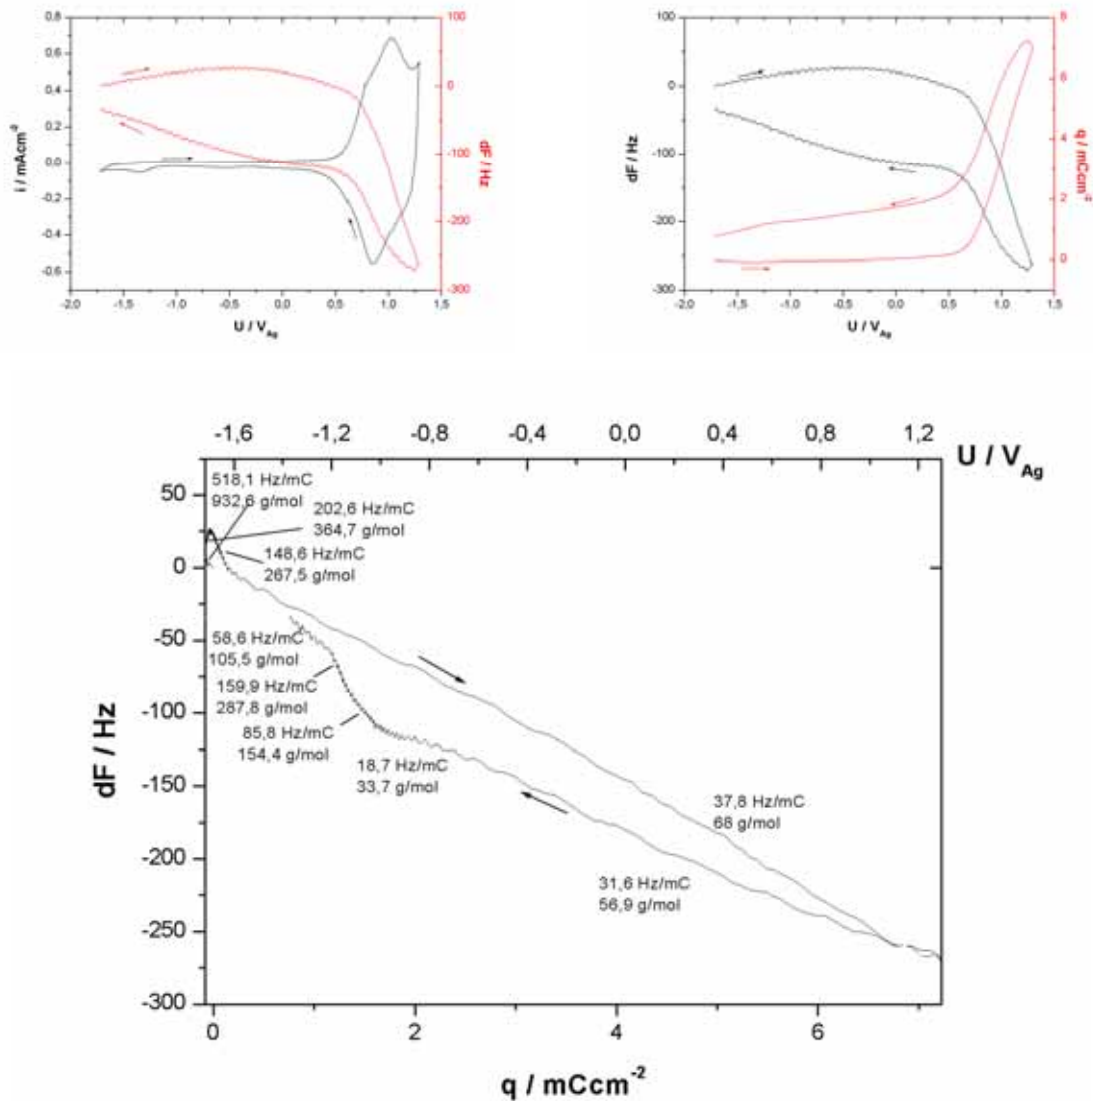 0,8
0,6
0,4
0,2
0,0
-0,2
-0,4
-0,6
i / mAcm-2
100
0
-100
-200
-300
dF / Hz
-2,0 -1,5 -1,0 -0,5 0,0 0,5 1,0 1,5
U / VAg
100
0
-100
-200
-300
dF / Hz
8
6
4
2
0
q / mCcm-2
-2,0 -1,5 -1,0 -0,5 0,0 0,5 1,0 1,5
U / VAg
-1,6 -1,2 -0,8 -0,4 0,0 0,4 0,8 1,2
U / VAg
518,1 Hz/mC
932,6 g/mol
202,6 Hz/mC
364,7 g/mol
148,6 Hz/mC
267,5 g/mol
58,6 Hz/mC
105,5 g/mol
159,9 Hz/mC
287,8 g/mol
85,8 Hz/mC
154,4 g/mol
18,7 Hz/mC
33,7 g/mol
37,8 Hz/mC
68 g/mol
31,6 Hz/mC
56,9 g/mol
50
0
-50
-100
-150
-200
-250
-300
dF / Hz
0 2 4 6
q / mCcm-2